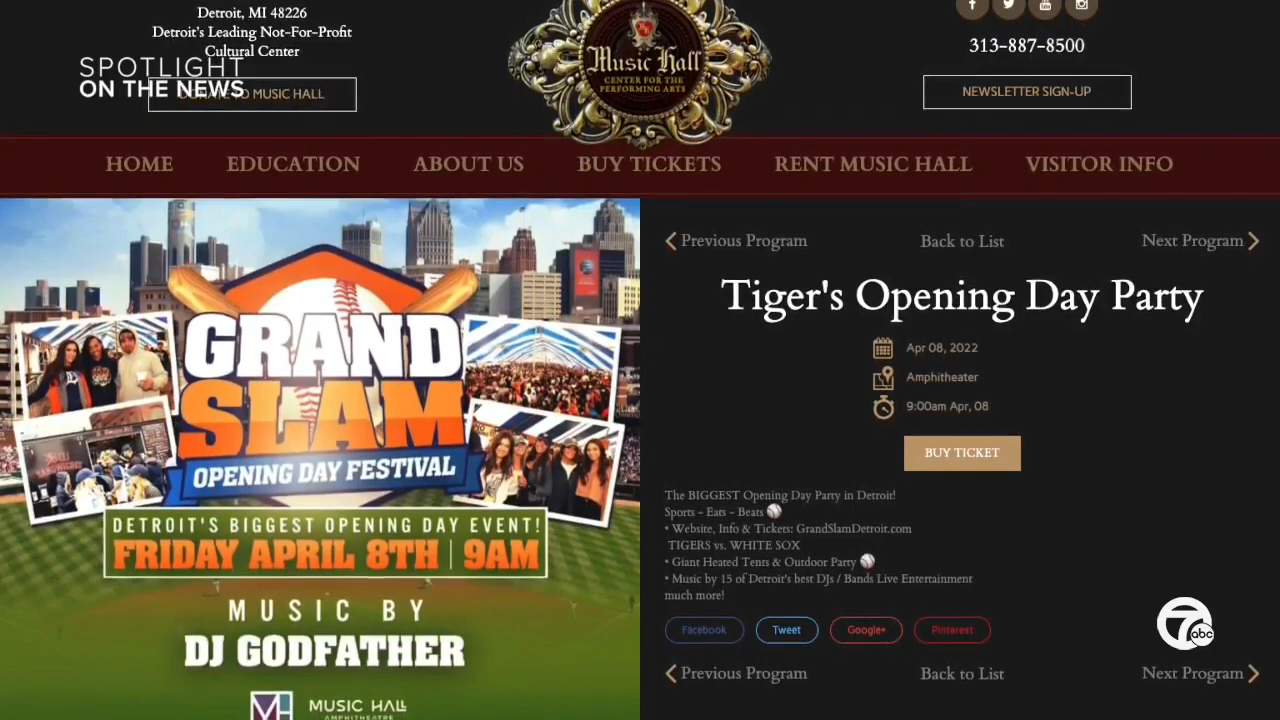 Detroit, MI 48226
Detroit's Leading Not-For-Profit
Cultural Center
SPOTLIGHT
ON THE NEWS
DONATE TO MUSIC HALL
Music Hall
CENTER FOR THE
PERFORMING ARTS
313-887-8500
NEWSLETTER SIGN-UP
HOME EDUCATION ABOUT US BUY TICKETS RENT MUSIC HALL VISITOR INFO
GRAND
SLAM
OPENING DAY FESTIVAL
DETROIT'S BIGGEST OPENING DAY EVENT!
FRIDAY APRIL 8TH | 9AM
MUSIC BY
DJ GODFATHER
MUSIC HALL
AMPHITHEATRE
Previous Program Back to List Next Program
Tiger's Opening Day Party
Apr 08, 2022
Amphitheater
9:00am Apr, 08
BUY TICKET
The BIGGEST Opening Day Party in Detroit!
Sports - Eats - Beats ⚾
• Website, Info & Tickets: GrandSlamDetroit.com
TIGERS vs. WHITE SOX
• Giant Heated Tents & Outdoor Party ⚾
• Music by 15 of Detroit's best DJs / Bands Live Entertainment
much more!
Facebook Tweet Google+ Pinterest
7 abc
Previous Program Back to List Next Program